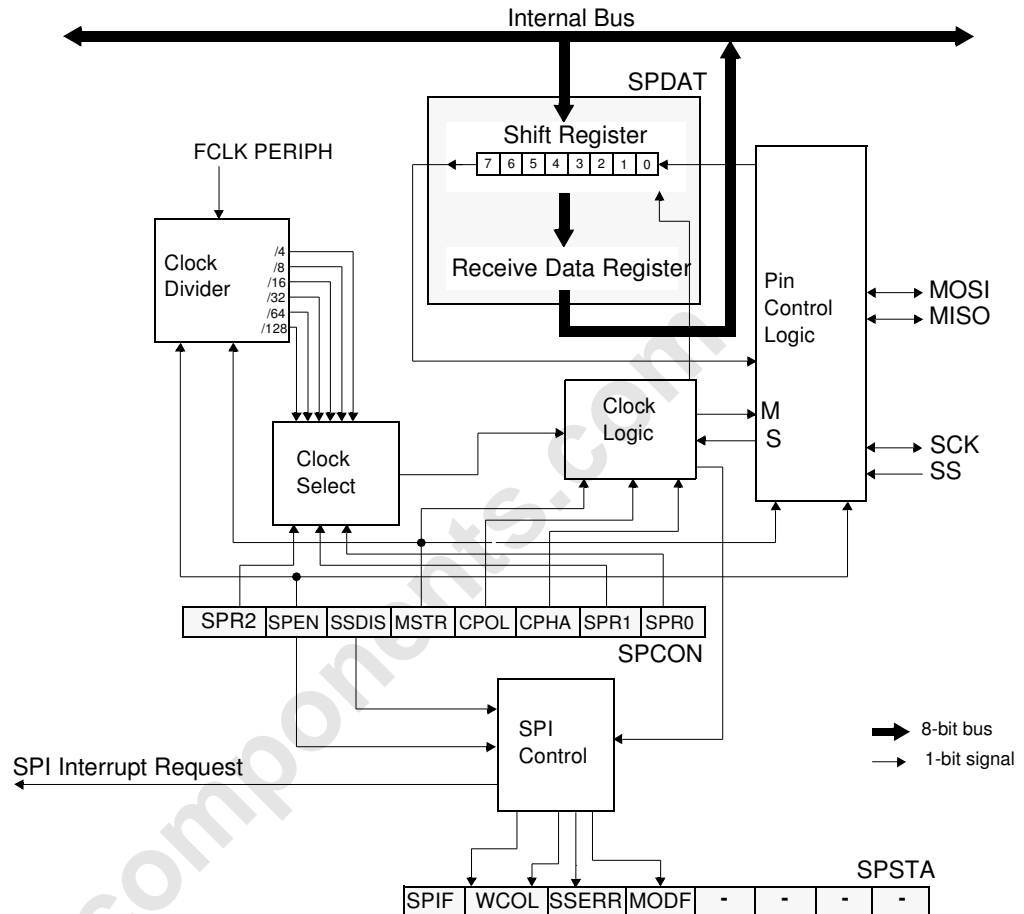 Internal Bus
SPDAT
Shift Register
7 6 5 4 3 2 1 0
FCLK PERIPH
Clock
Divider
/4
/8
/16
/32
/64
/128
Receive Data Register
Pin
Control
Logic
MOSI
MISO
Clock
Logic
M
S
SCK
SS
Clock
Select
SPR2 SPEN SSDIS MSTR CPOL CPHA SPR1 SPR0
SPCON
SPI
Control
8-bit bus
1-bit signal
SPI Interrupt Request
SPSTA
SPIF WCOL SSERR MODF - - - -
components.com